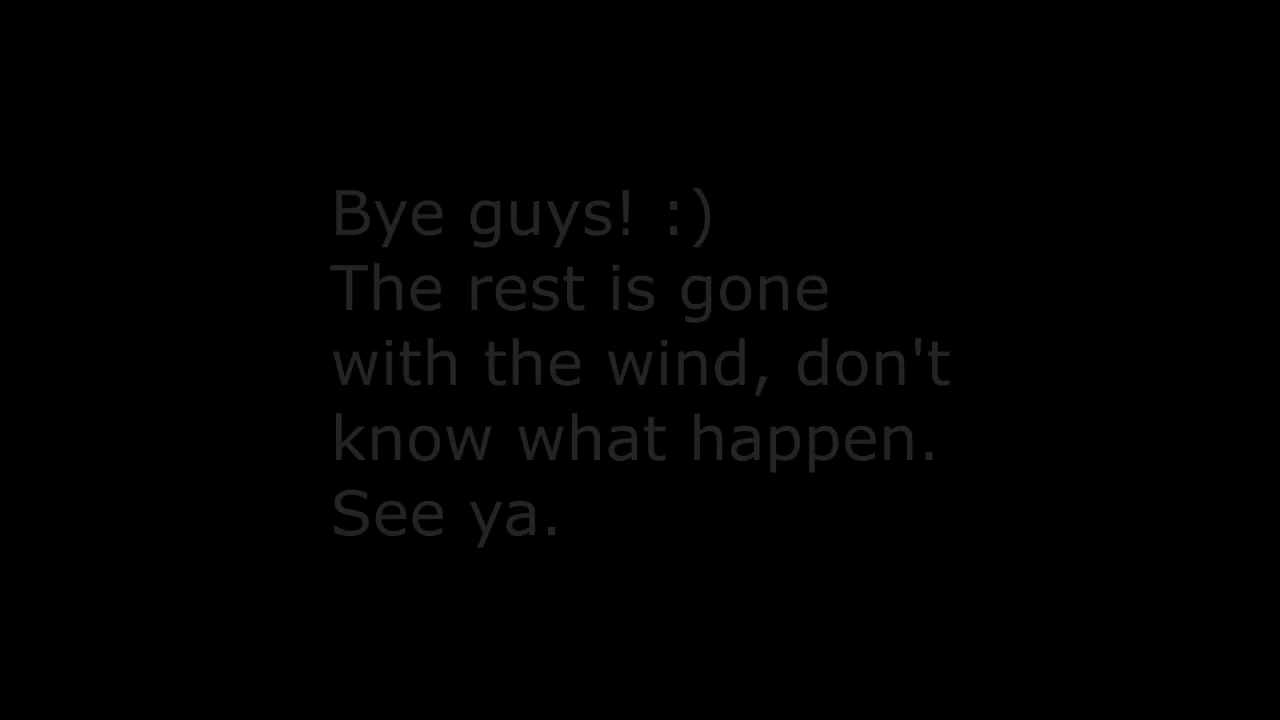 Bye guys! :)
The rest is gone
with the wind, don't
know what happen.
See ya.